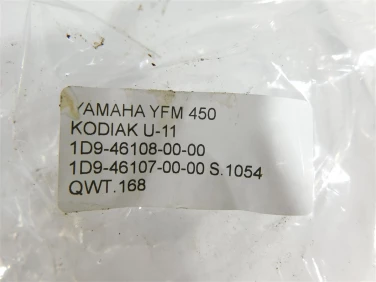 YAMAHA YFM 450
KODIAK U-11
1D9-46108-00-00
1D9-46107-00-00 S.1054
QWT.168